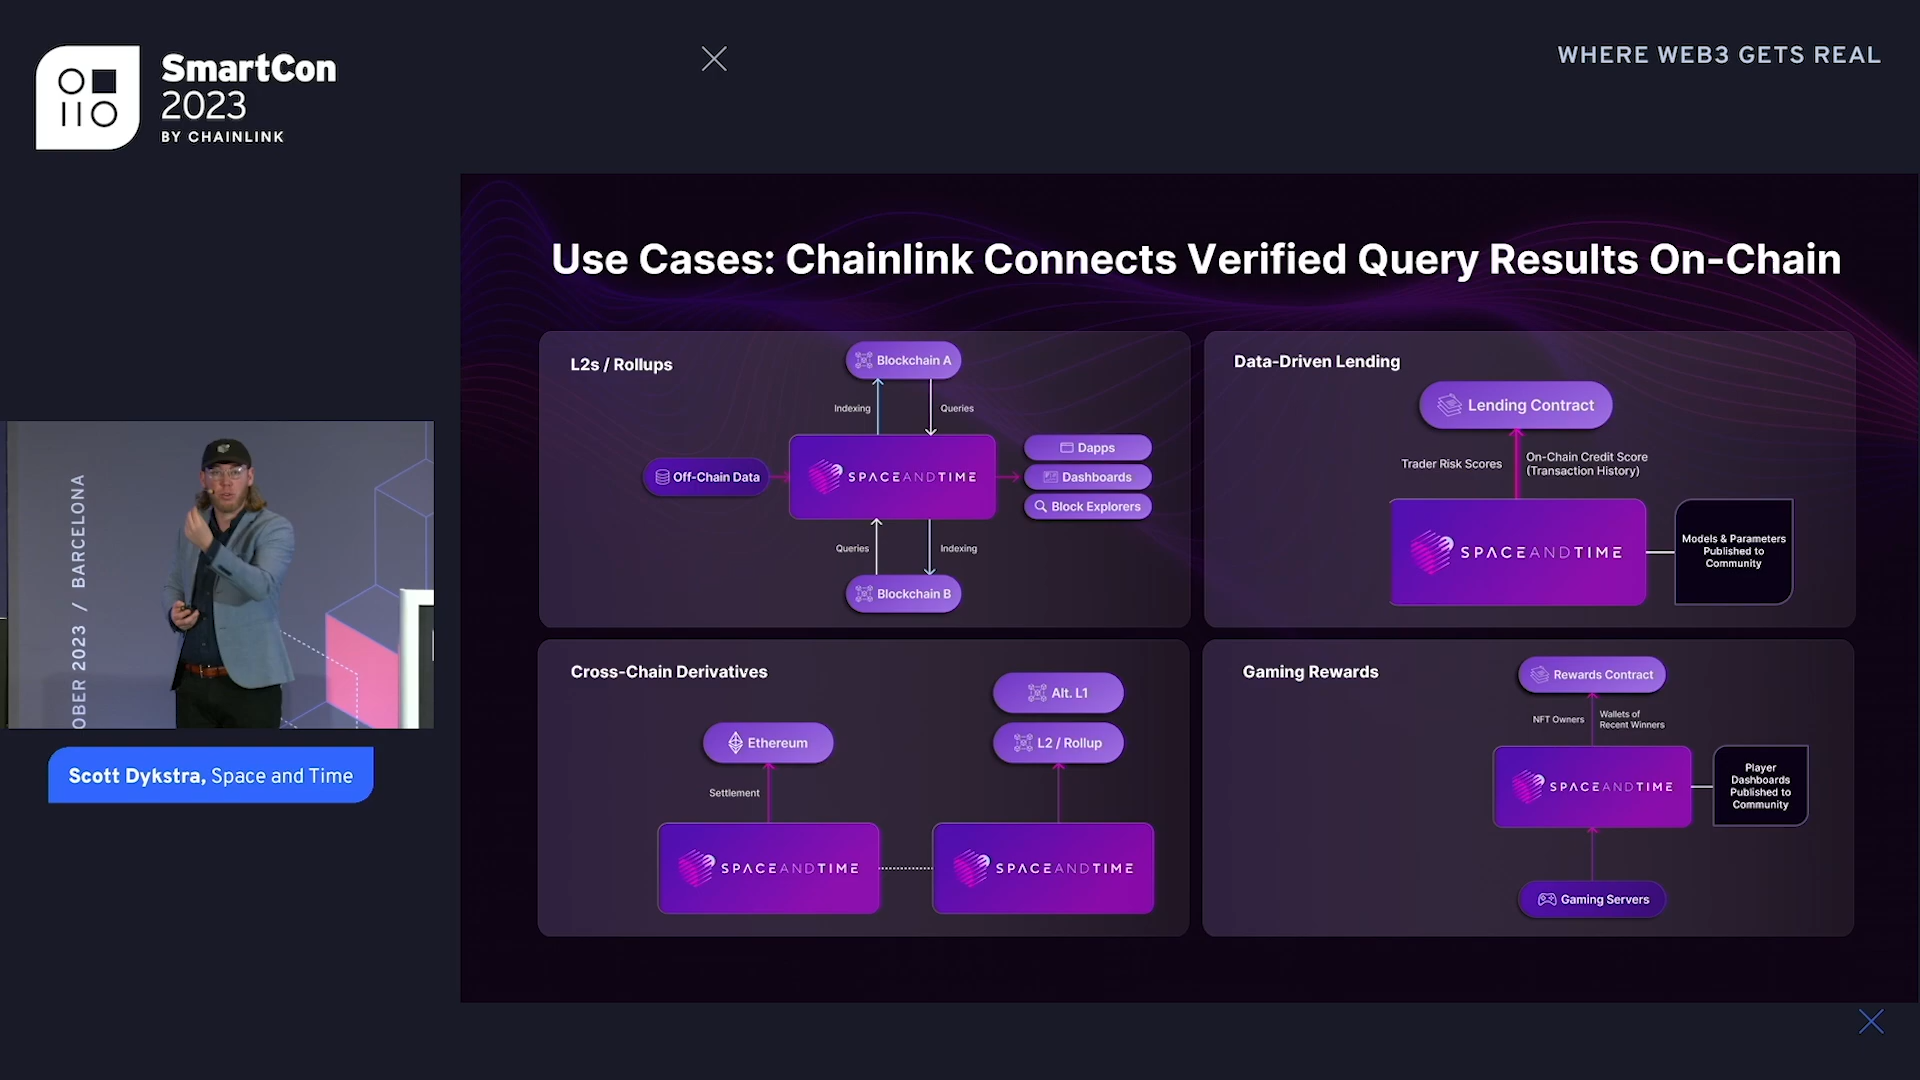 SmartCon
2023
BY CHAINLINK
WHERE WEB3 GETS REAL
OBER 2023 / BARCELONA
Scott Dykstra, Space and Time
Use Cases: Chainlink Connects Verified Query Results On-Chain
L2s / Rollups
Blockchain A
Indexing
Queries
Off-Chain Data
SPACEANDTIME
Dapps
Dashboards
Block Explorers
Queries
Indexing
Blockchain B
Data-Driven Lending
Lending Contract
Trader Risk Scores
On-Chain Credit Score
(Transaction History)
SPACEANDTIME
Models & Parameters
Published to
Community
Cross-Chain Derivatives
Alt. L1
Ethereum
L2 / Rollup
Settlement
SPACEANDTIME
SPACEANDTIME
Gaming Rewards
Rewards Contract
NFT Owners
Wallets of
Recent Winners
SPACEANDTIME
Player
Dashboards
Published to
Community
Gaming Servers